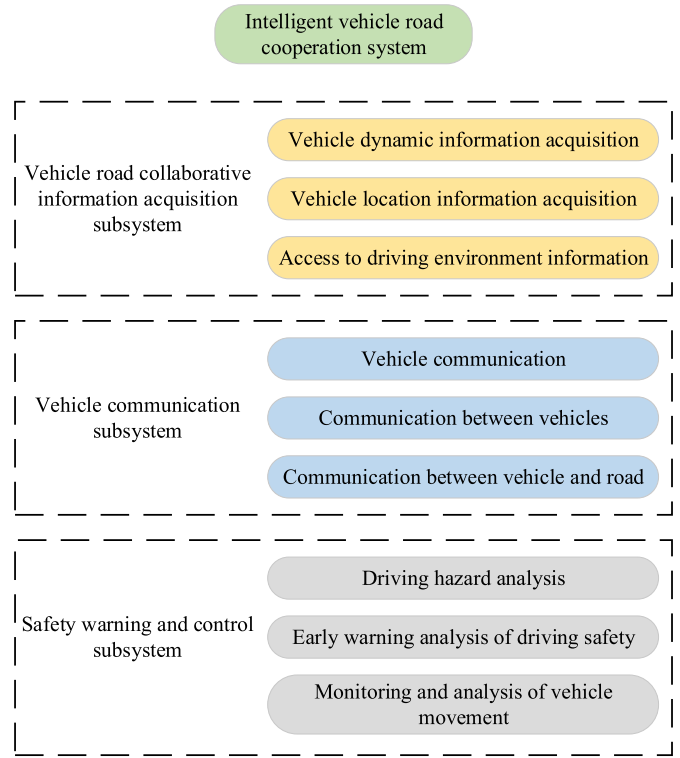 Intelligent vehicle road
cooperation system
Vehicle road collaborative
information acquisition
subsystem
Vehicle dynamic information acquisition
Vehicle location information acquisition
Access to driving environment information
Vehicle communication
subsystem
Vehicle communication
Communication between vehicles
Communication between vehicle and road
Safety warning and control
subsystem
Driving hazard analysis
Early warning analysis of driving safety
Monitoring and analysis of vehicle
movement